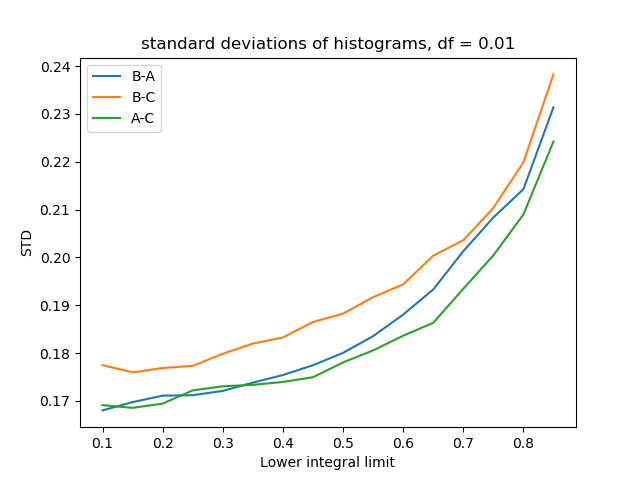 standard deviations of histograms, df = 0.01
B-A
B-C
A-C
STD
0.24
0.23
0.22
0.21
0.20
0.19
0.18
0.17
0.1 0.2 0.3 0.4 0.5 0.6 0.7 0.8
Lower integral limit